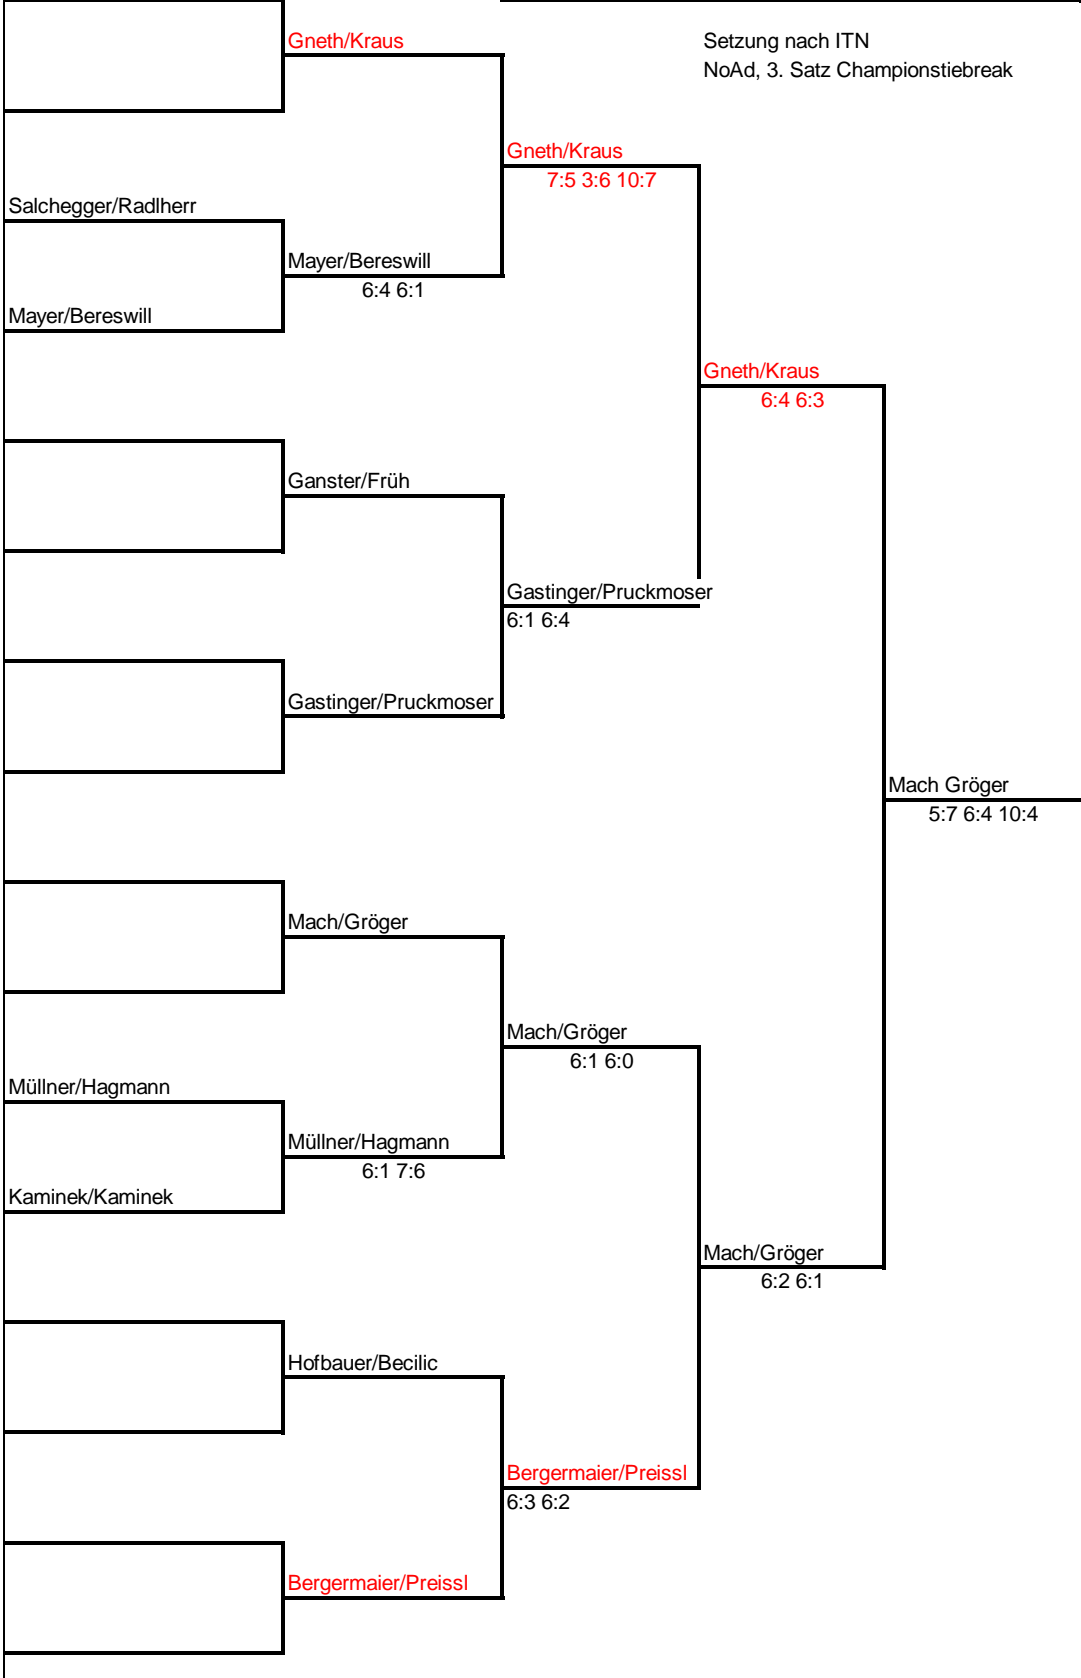 Gneth/Kraus
Setzung nach ITN
NoAd, 3. Satz Championstiebreak
Gneth/Kraus
7:5 3:6 10:7
Salchegger/Radlherr
Mayer/Bereswill
6:4 6:1
Mayer/Bereswill
Gneth/Kraus
6:4 6:3
Ganster/Früh
Gastinger/Pruckmoser
6:1 6:4
Gastinger/Pruckmoser
Mach Gröger
5:7 6:4 10:4
Mach/Gröger
Mach/Gröger
6:1 6:0
Müllner/Hagmann
Müllner/Hagmann
6:1 7:6
Kaminek/Kaminek
Mach/Gröger
6:2 6:1
Hofbauer/Becilic
Bergermaier/Preissl
6:3 6:2
Bergermaier/Preissl